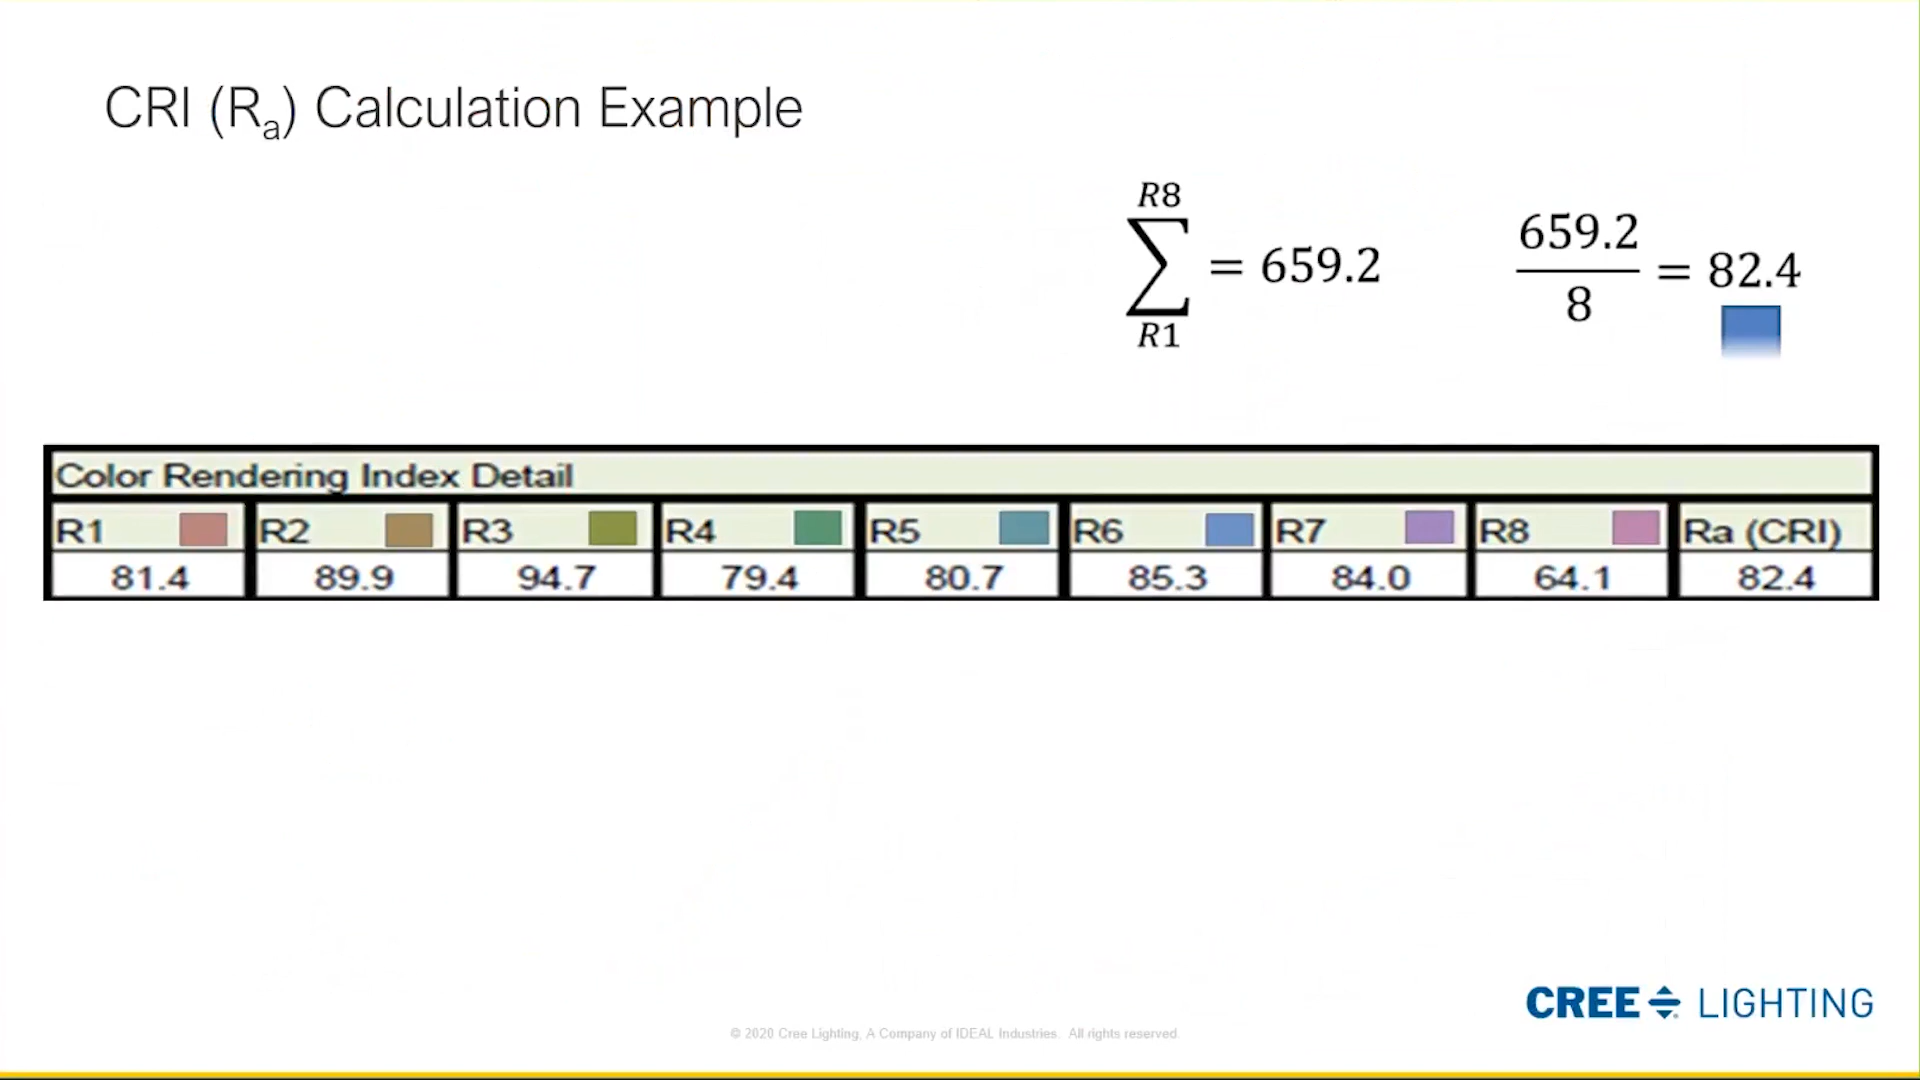 CRI (Ra) Calculation Example
R8
∑ = 659.2
R1
659.2
8
= 82.4
Color Rendering Index Detail
R1 R2 R3 R4 R5 R6 R7 R8 Ra (CRI)
81.4 89.9 94.7 79.4 80.7 85.3 84.0 64.1 82.4
CREE LIGHTING
© 2020 Cree Lighting, A Company of IDEAL Industries. All rights reserved.